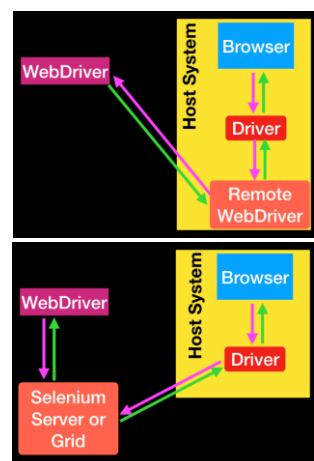 WebDriver
Host System
Browser
Driver
Remote
WebDriver
WebDriver
Host System
Browser
Driver
Selenium
Server or
Grid